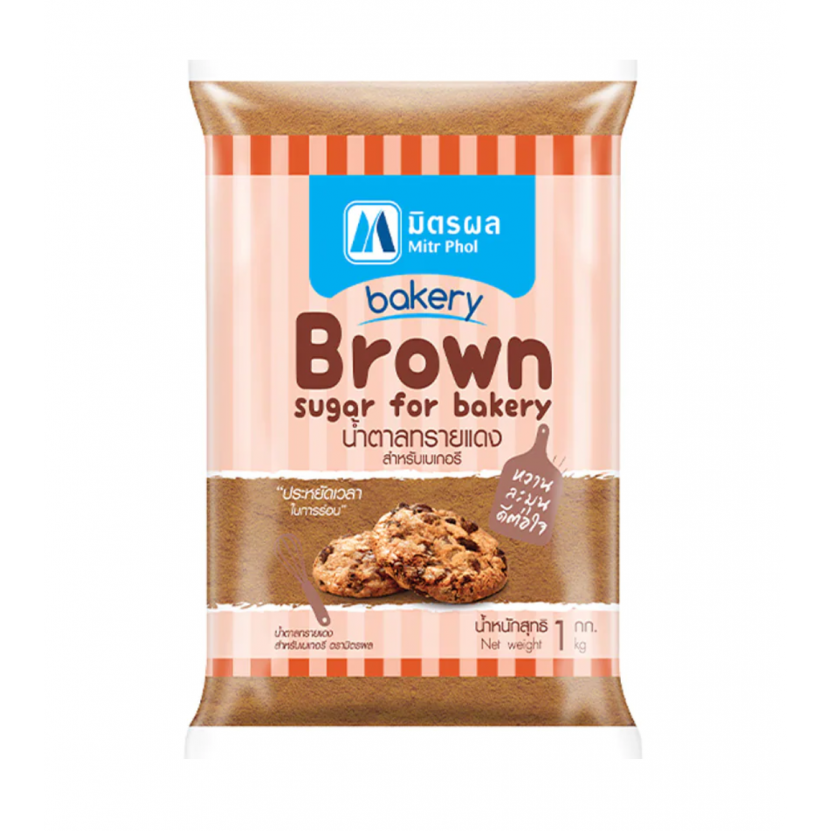 มิตรผล
Mitr Phol
bakery
Brown
sugar for bakery
น้ำตาลทรายแดง
สำหรับเบเกอรี
หวาน
ละมุน
ดีต่อใจ
"ประหยัดเวลา
ในการร่อน"
น้ำตาลทรายแดง
สำหรับเบเกอรี ตรามิตรผล
น้ำหนักสุทธิ 1 กก.
Net weight kg